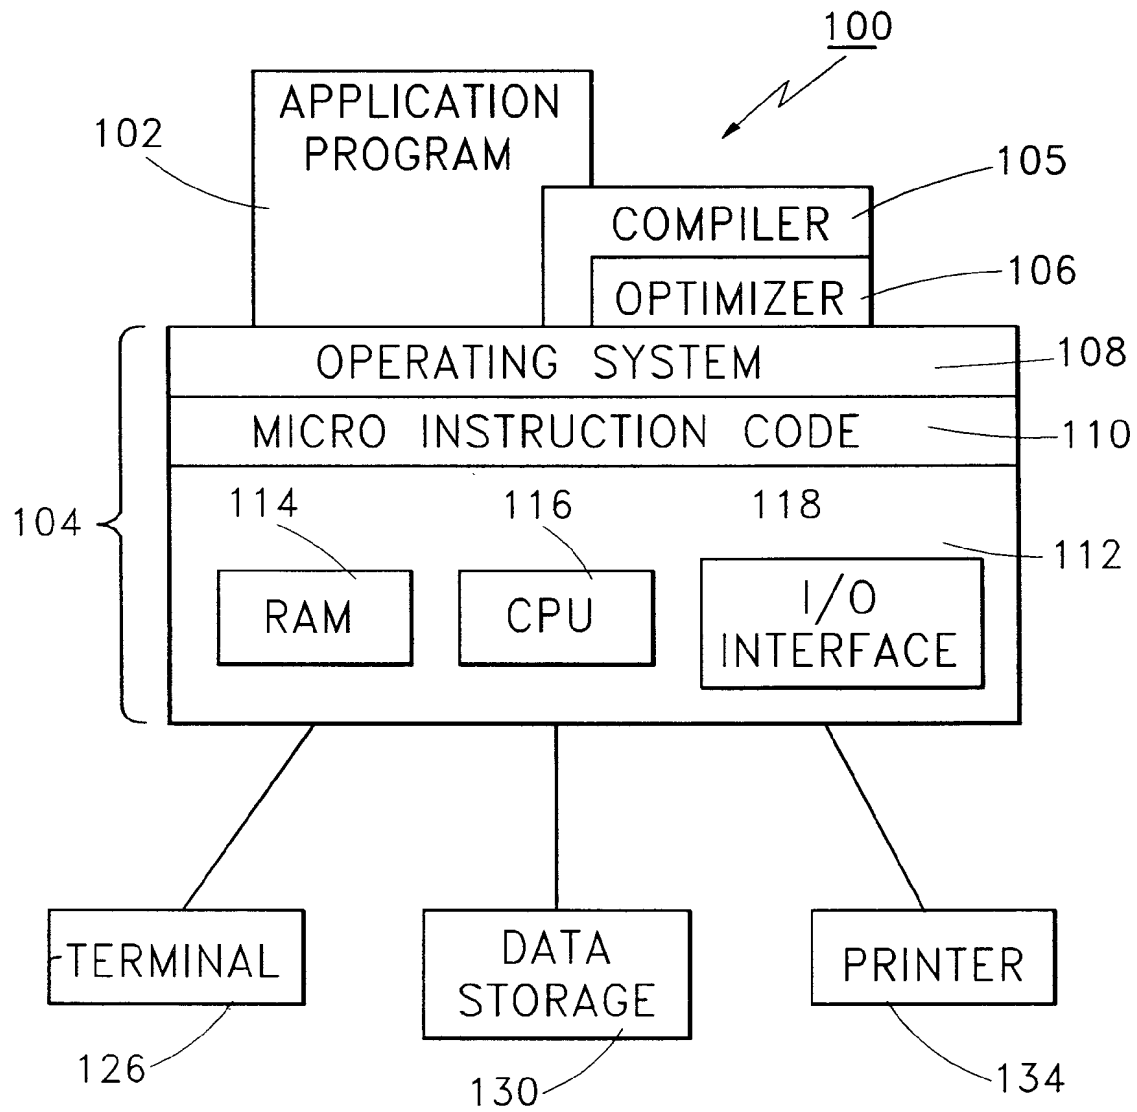 100
APPLICATION
PROGRAM
102
105
COMPILER
106
OPTIMIZER
OPERATING SYSTEM
108
MICRO INSTRUCTION CODE
110
104
114
116
118
112
RAM
CPU
I/O
INTERFACE
TERMINAL
DATA
STORAGE
PRINTER
126
130
134